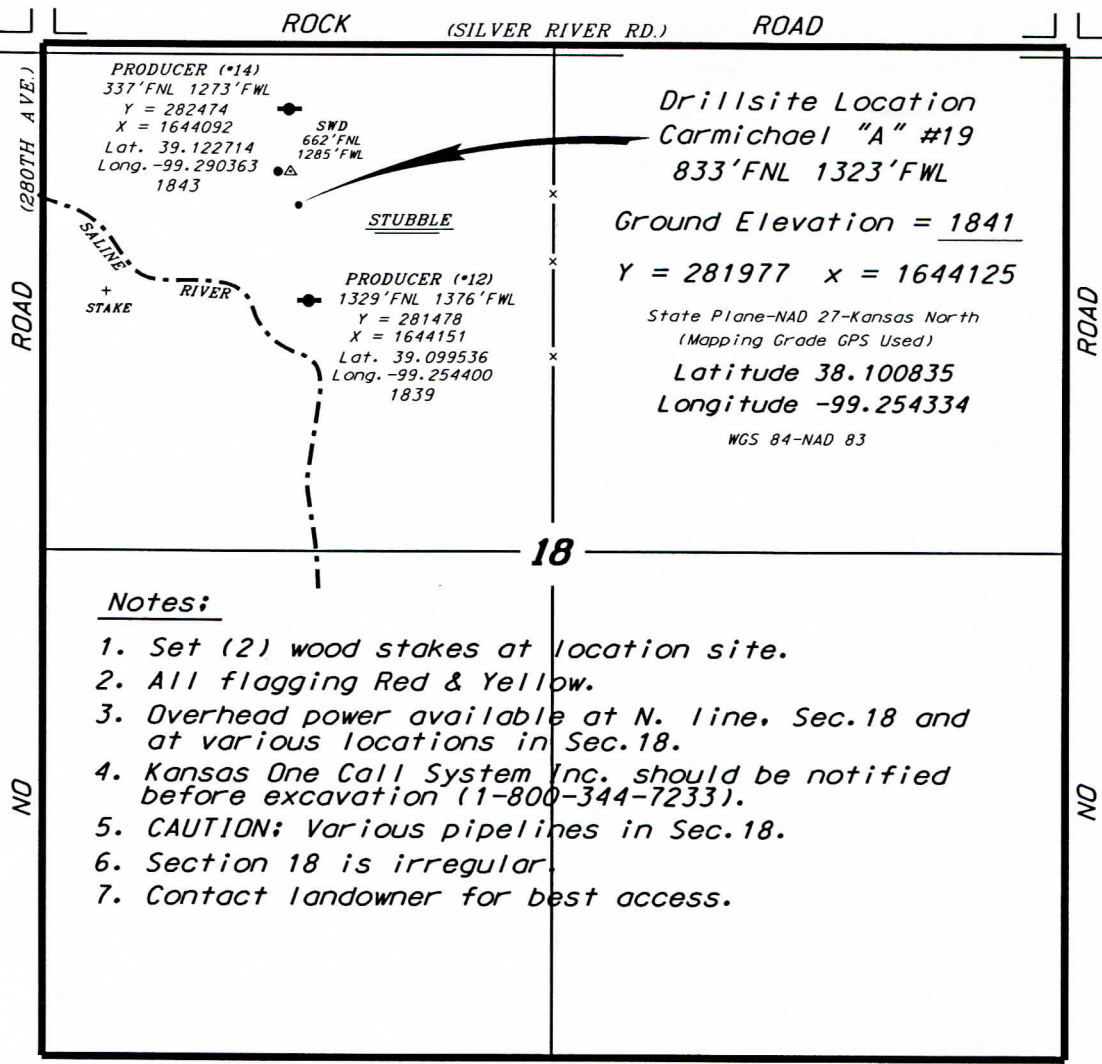 ROCK (SILVER RIVER RD.) ROAD
(280TH AVE.)
ROAD
NO
PRODUCER (*14)
337'FNL 1273'FWL
Y = 282474
X = 1644092
Lat. 39.122714
Long.-99.290363
1843
SWD
662'FNL
1285'FWL
STUBBLE
SALINE
RIVER
+
STAKE
PRODUCER (*12)
1329'FNL 1376'FWL
Y = 281478
X = 1644151
Lat. 39.099536
Long.-99.254400
1839
Drillsite Location
Carmichael "A" #19
833'FNL 1323'FWL
Ground Elevation = 1841
Y = 281977 x = 1644125
State Plane-NAD 27-Kansas North
(Mapping Grade GPS Used)
Latitude 38.100835
Longitude -99.254334
WGS 84-NAD 83
ROAD
NO
18
Notes:
1. Set (2) wood stakes at location site.
2. All flagging Red & Yellow.
3. Overhead power available at N. line, Sec.18 and
at various locations in Sec.18.
4. Kansas One Call System Inc. should be notified
before excavation (1-800-344-7233).
5. CAUTION: Various pipelines in Sec.18.
6. Section 18 is irregular.
7. Contact landowner for best access.